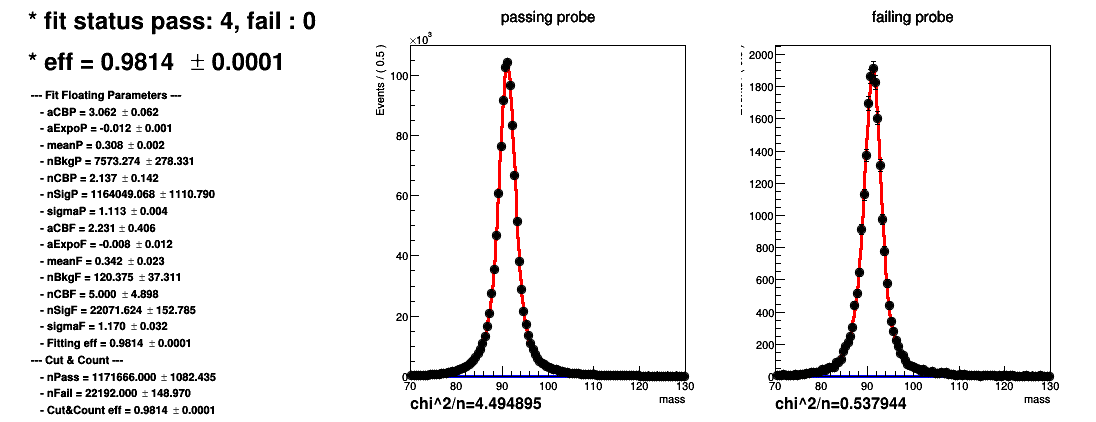 * fit status pass: 4, fail : 0
* eff = 0.9814 ± 0.0001
--- Fit Floating Parameters ---
- aCBP = 3.062 ± 0.062
- aExpoP = -0.012 ± 0.001
- meanP = 0.308 ± 0.002
- nBkgP = 7573.274 ± 278.331
- nCBP = 2.137 ± 0.142
- nSigP = 1164049.068 ± 1110.790
- sigmaP = 1.113 ± 0.004
- aCBF = 2.231 ± 0.406
- aExpoF = -0.008 ± 0.012
- meanF = 0.342 ± 0.023
- nBkgF = 120.375 ± 37.311
- nCBF = 5.000 ± 4.898
- nSigF = 22071.624 ± 152.785
- sigmaF = 1.170 ± 0.032
- Fitting eff = 0.9814 ± 0.0001
--- Cut & Count ---
- nPass = 1171666.000 ± 1082.435
- nFail = 22192.000 ± 148.970
- Cut&Count eff = 0.9814 ± 0.0001
passing probe
×10³
Events / ( 0.5 )
100
80
60
40
20
0
70 80 90 100 110 120 130
mass
chi^2/n=4.494895
failing probe
2000
1800
1600
1400
1200
1000
800
600
400
200
0
70 80 90 100 110 120 130
mass
chi^2/n=0.537944